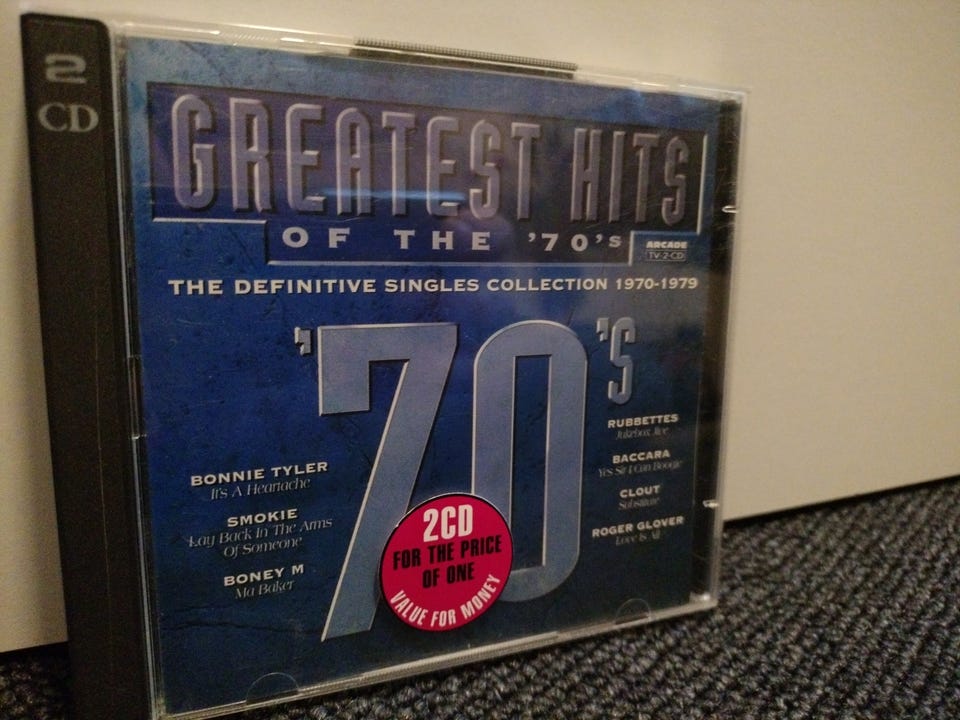 2
CD
GREATEST HITS
OF THE '70'S
ARCADE
TV-2-CD
THE DEFINITIVE SINGLES COLLECTION 1970-1979
'70'S
BONNIE TYLER
It's A Heartache
SMOKIE
Lay Back In The Arms
Of Someone
BONEY M
Ma Baker
RUBBETTES
Jukebox Jive
BACCARA
Yes Sir I Can Boogie
CLOUT
Substitute
ROGER GLOVER
Love Is All
2CD
FOR THE PRICE
OF ONE
VALUE FOR MONEY